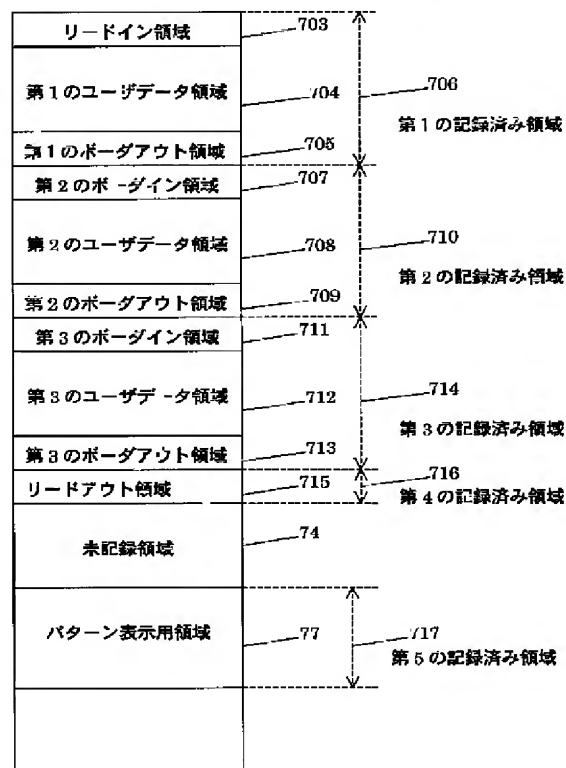 リードイン領域 703
第1のユーザデータ領域 704 706
第1の記録済み領域
第1のボーダアウト領域 705
第2のボーダイン領域 707
第2のユーザデータ領域 708 710
第2の記録済み領域
第2のボーダアウト領域 709
第3のボーダイン領域 711
第3のユーザデータ領域 712 714
第3の記録済み領域
第3のボーダアウト領域 713
リードアウト領域 715 716
第4の記録済み領域
未記録領域 74
パターン表示用領域 77 717
第5の記録済み領域